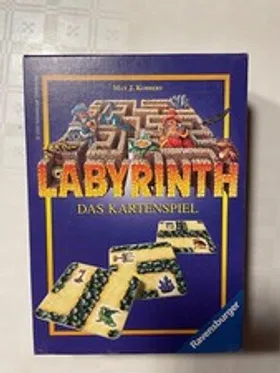 Max J. Kobbert
LABYRINTH
DAS KARTENSPIEL
Ravensburger